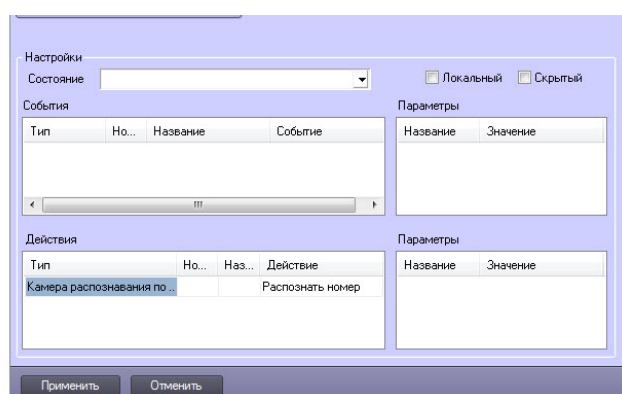 Настройки
Состояние Локальный Скрытый
События Параметры
Тип Но... Название Событие Название Значение
Действия Параметры
Тип Но... Наз... Действие Название Значение
Камера распознавания по ... Распознать номер
Применить Отменить